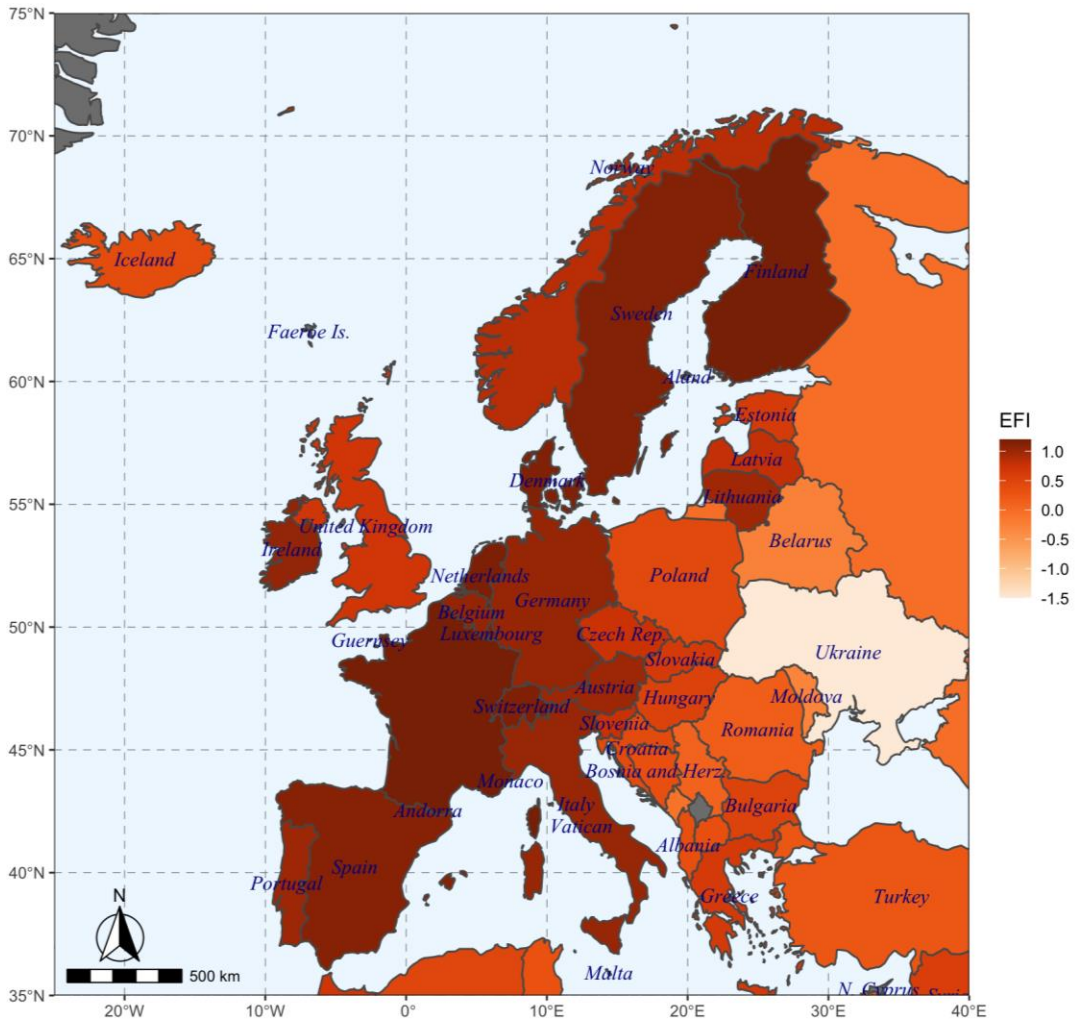 75°N
70°N
Norway
65°N
Iceland
Finland
Sweden
Faeroe Is.
60°N
Aland
Estonia
EFI
1.0
0.5
0.0
-1.0
-1.5
Latvia
Denmark
Lithuania
55°N
United Kingdom
Ireland
Belarus
Netherlands
Poland
Germany
Belgium
Luxembourg
50°N
Guernsey
Czech Rep.
Slovakia
Ukraine
Austria
Hungary
Moldova
Switzerland
Slovenia
Romania
45°N
Croatia
Bosnia and Herz.
Monaco
Andorra
Italy
Bulgaria
Vatican
Albania
40°N
Portugal
Spain
Greece
Turkey
N
500 km
Malta
N. Cyprus
35°N
20°W
10°W
0°
10°E
20°E
30°E
40°E